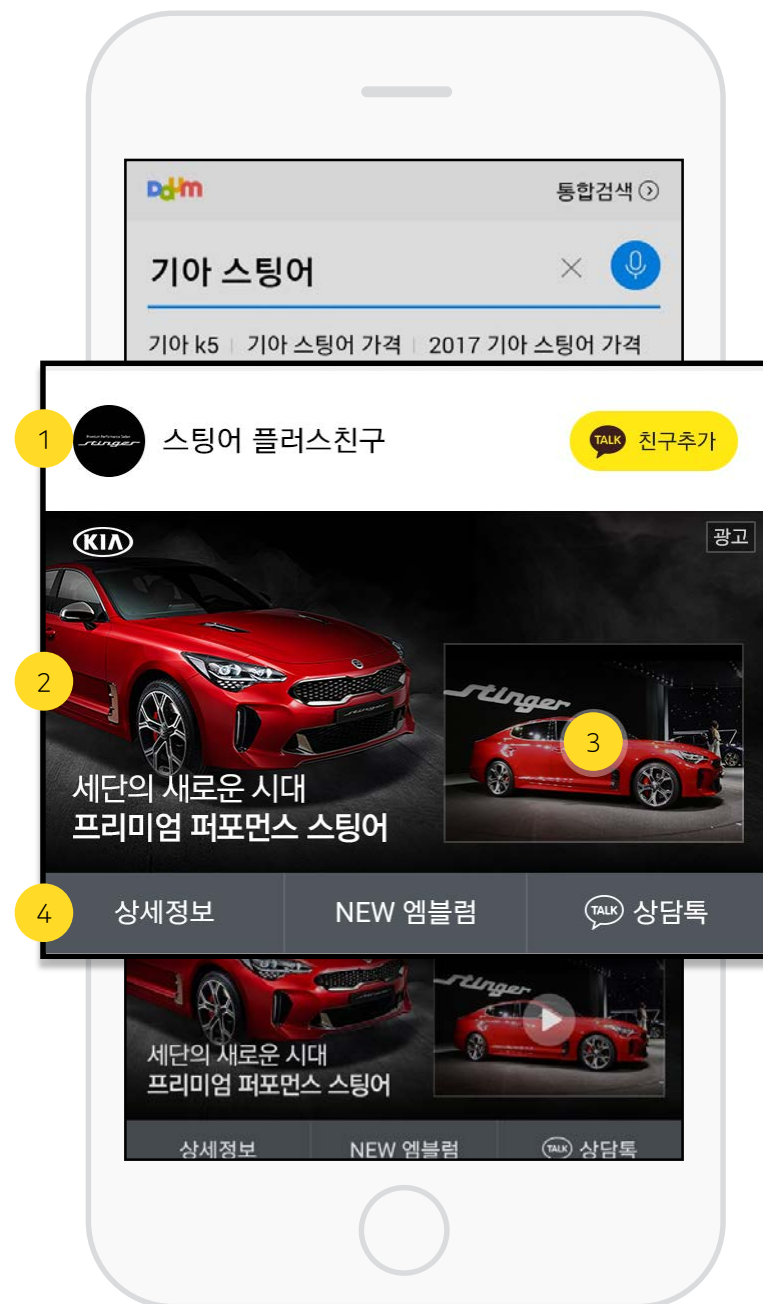 Daum
통합검색
기아 스팅어
기아 k5 기아 스팅어 가격 2017 기아 스팅어 가격
1 stinger 스팅어 플러스친구 TALK 친구추가
KIA 광고
stinger
2
3
세단의 새로운 시대
프리미엄 퍼포먼스 스팅어
4 상세정보 NEW 엠블럼 TALK 상담톡
stinger
세단의 새로운 시대
프리미엄 퍼포먼스 스팅어
상세정보 NEW 엠블럼 TALK 상담톡